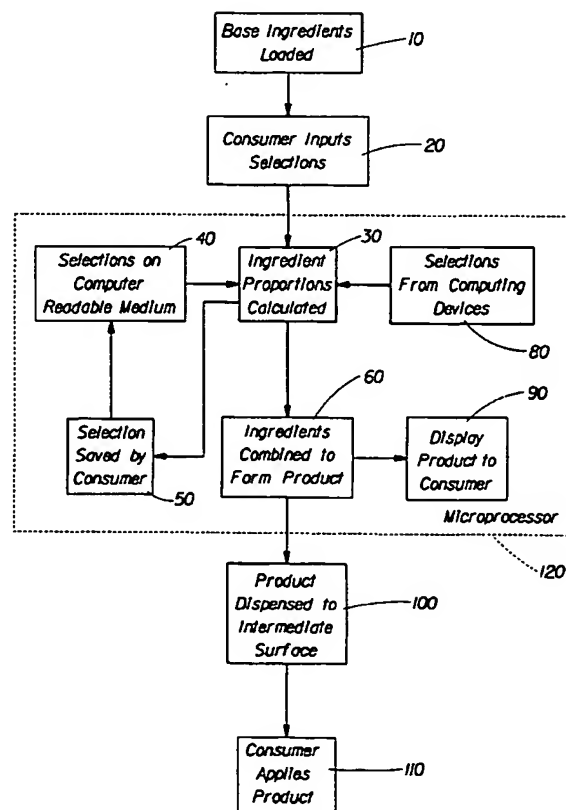 Base Ingredients
Loaded
10
Consumer Inputs
Selections
20
40
30
Selections on
Computer
Readable Medium
Ingredient
Proportions
Calculated
Selections
From Computing
Devices
80
60
90
Selection
Saved by
Consumer
50
Ingredients
Combined to
Form Product
Display
Product to
Consumer
Microprocessor
120
Product
Dispensed to
Intermediate
Surface
100
Consumer
Applies
Product
110